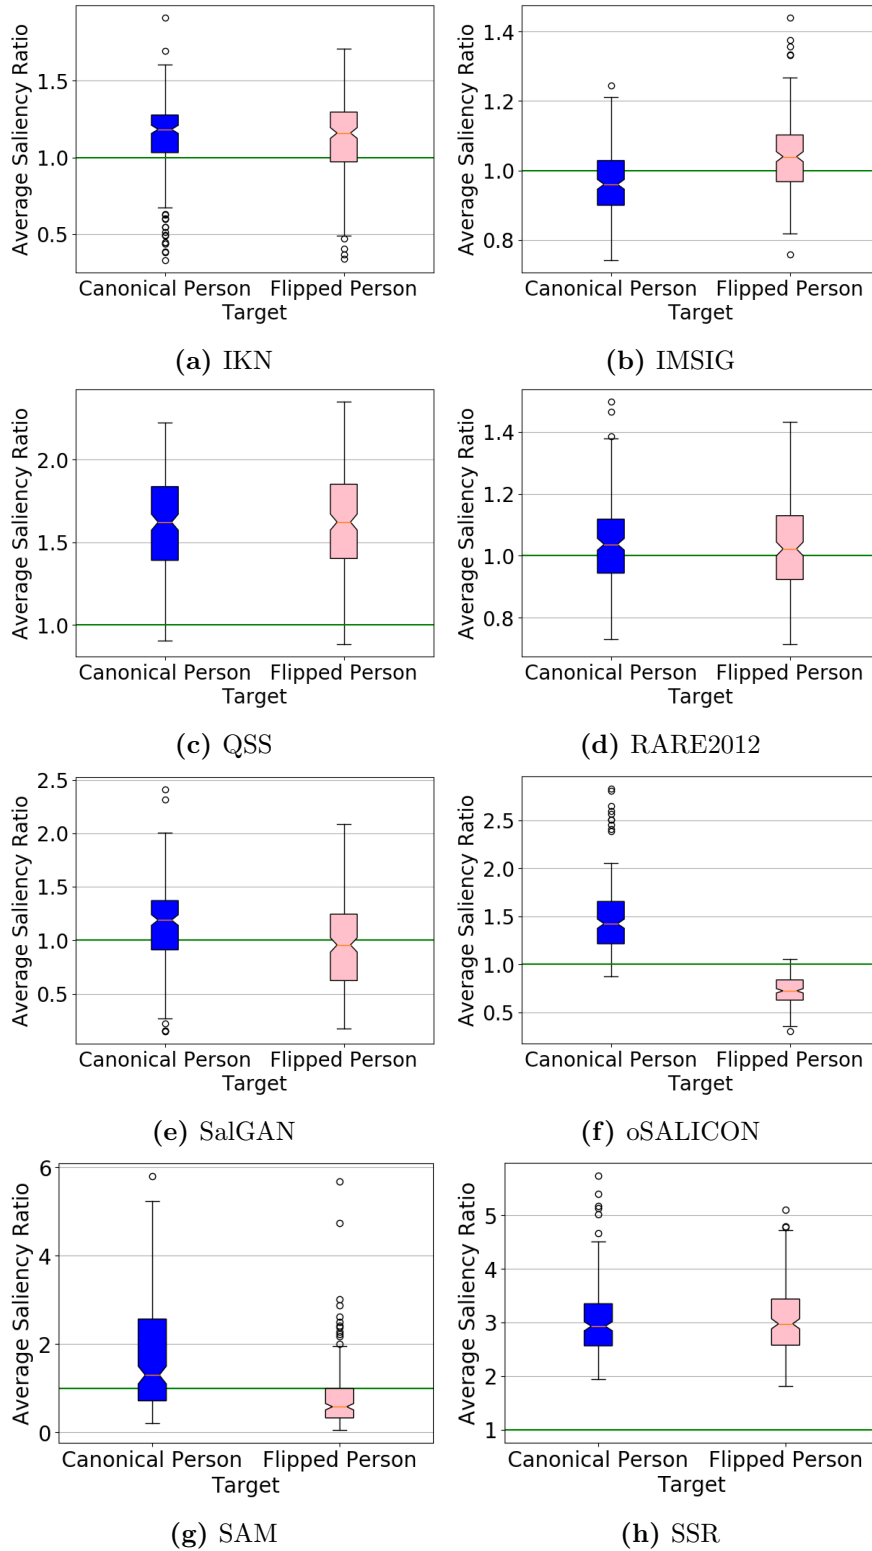 Average Saliency Ratio
1.5
1.0
0.5
Canonical Person Flipped Person
Target
(a) IKN
Average Saliency Ratio
1.4
1.2
1.0
0.8
Canonical Person Flipped Person
Target
(b) IMSIG
Average Saliency Ratio
2.0
1.5
1.0
Canonical Person Flipped Person
Target
(c) QSS
Average Saliency Ratio
1.4
1.2
1.0
0.8
Canonical Person Flipped Person
Target
(d) RARE2012
Average Saliency Ratio
2.5
2.0
1.5
1.0
0.5
Canonical Person Flipped Person
Target
(e) SalGAN
Average Saliency Ratio
2.5
2.0
1.5
1.0
0.5
Canonical Person Flipped Person
Target
(f) oSALICON
Average Saliency Ratio
6
4
2
0
Canonical Person Flipped Person
Target
(g) SAM
Average Saliency Ratio
5
4
3
2
1
Canonical Person Flipped Person
Target
(h) SSR